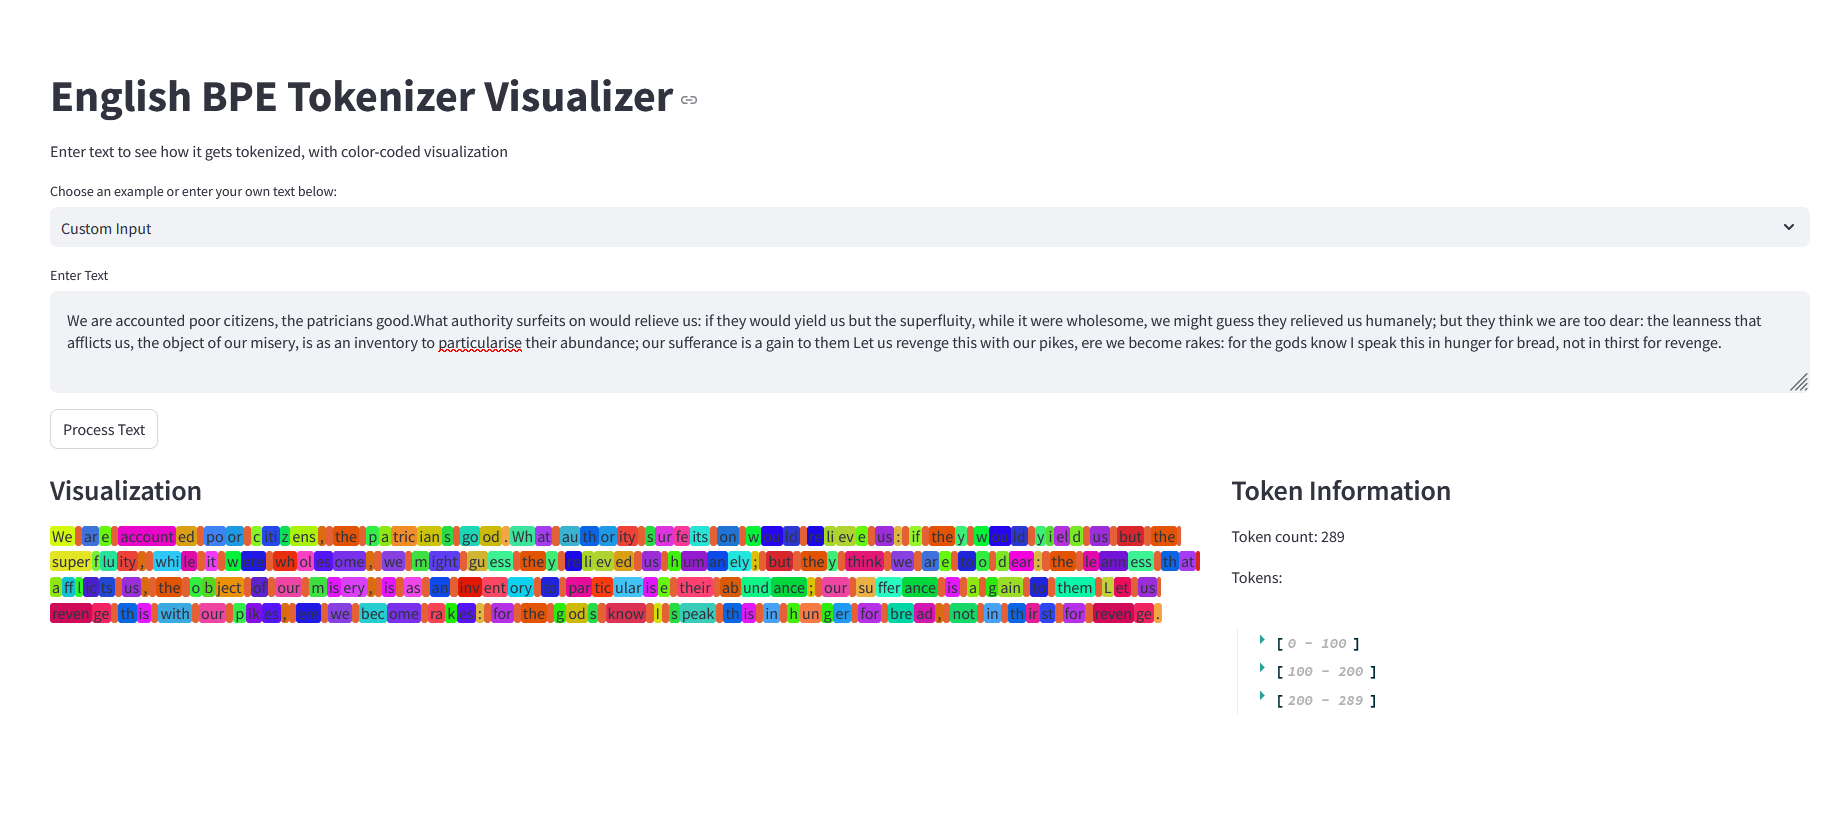 English BPE Tokenizer Visualizer
Enter text to see how it gets tokenized, with color-coded visualization
Choose an example or enter your own text below:
Custom Input
Enter Text
We are accounted poor citizens, the patricians good.What authority surfeits on would relieve us: if they would yield us but the superfluity, while it were wholesome, we might guess they relieved us humanely; but they think we are too dear: the leanness that
afflicts us, the object of our misery, is as an inventory to particularise their abundance; our sufferance is a gain to them Let us revenge this with our pikes, ere we become rakes: for the gods know I speak this in hunger for bread, not in thirst for revenge.
Process Text
Visualization
Token Information
We are accounted poor citizens, the patricians good.What authority surfeits on would relieve us: if they would yield us but the
superfluity, while it were wholesome, we might guess they relieved us humanely; but they think we are too dear: the leanness that
afflicts us, the object of our misery, is as an inventory to particularise their abundance; our sufferance is a gain to them Let us
revenge this with our pikes, ere we become rakes: for the gods know I speak this in hunger for bread, not in thirst for revenge.
Token count: 289
Tokens:
[ 0 – 100 ]
[ 100 – 200 ]
[ 200 – 289 ]